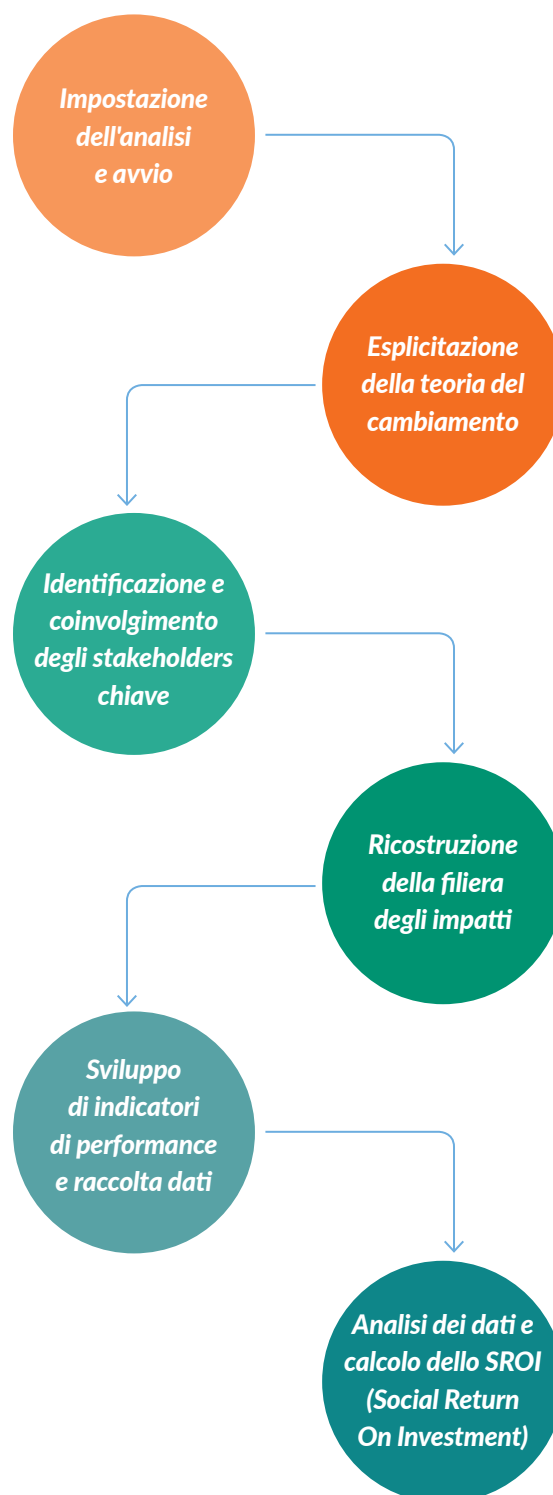 Impostazione
dell'analisi
e avvio
Esplicitazione
della teoria del
cambiamento
Identificazione e
coinvolgimento
degli stakeholders
chiave
Ricostruzione
della filiera
degli impatti
Sviluppo
di indicatori
di performance
e raccolta dati
Analisi dei dati e
calcolo dello SROI
(Social Return
On Investment)